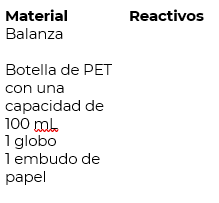 Material Reactivos
Balanza
Botella de PET
con una
capacidad de
100 mL
1 globo
1 embudo de
papel